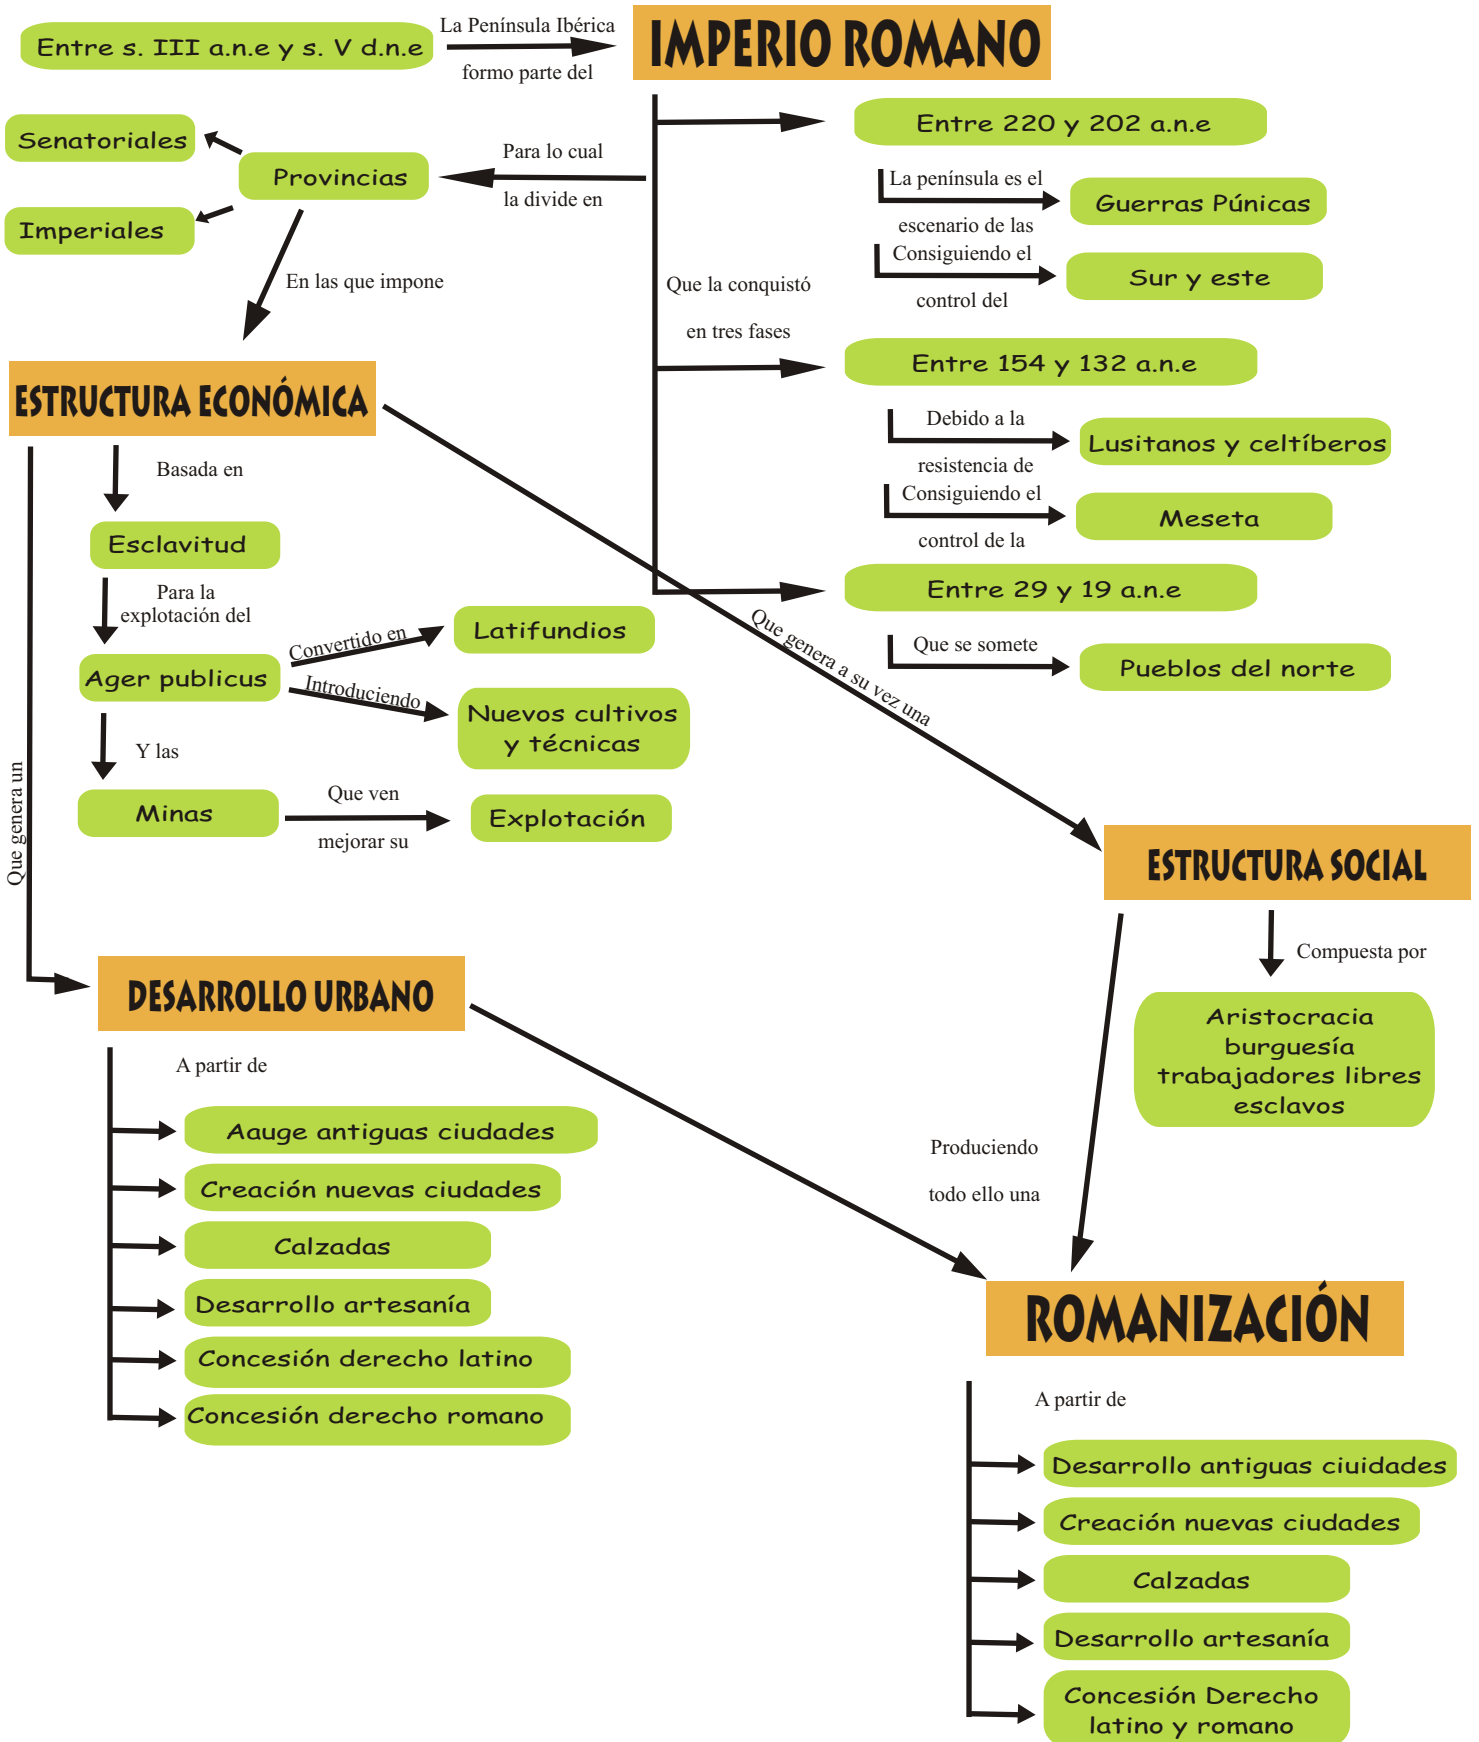 Entre s. III a.n.e y s. V d.n.e
La Península Ibérica
formo parte del
IMPERIO ROMANO
Senatoriales
Provincias
Imperiales
Para lo cual
la divide en
En las que impone
Que la conquistó
en tres fases
Entre 220 y 202 a.n.e
La península es el
escenario de las
Guerras Púnicas
Consiguiendo el
control del
Sur y este
Entre 154 y 132 a.n.e
Debido a la
resistencia de
Lusitanos y celtíberos
Consiguiendo el
control de la
Meseta
Entre 29 y 19 a.n.e
Que se somete
Pueblos del norte
ESTRUCTURA ECONÓMICA
Basada en
Esclavitud
Para la
explotación del
Ager publicus
Convertido en
Latifundios
Introduciendo
Nuevos cultivos
y técnicas
Y las
Minas
Que ven
mejorar su
Explotación
Que genera un
Que genera a su vez una
ESTRUCTURA SOCIAL
Compuesta por
Aristocracia
burguesía
trabajadores libres
esclavos
DESARROLLO URBANO
A partir de
Aauge antiguas ciudades
Creación nuevas ciudades
Calzadas
Desarrollo artesanía
Concesión derecho latino
Concesión derecho romano
Produciendo
todo ello una
ROMANIZACIÓN
A partir de
Desarrollo antiguas ciuidades
Creación nuevas ciudades
Calzadas
Desarrollo artesanía
Concesión Derecho
latino y romano